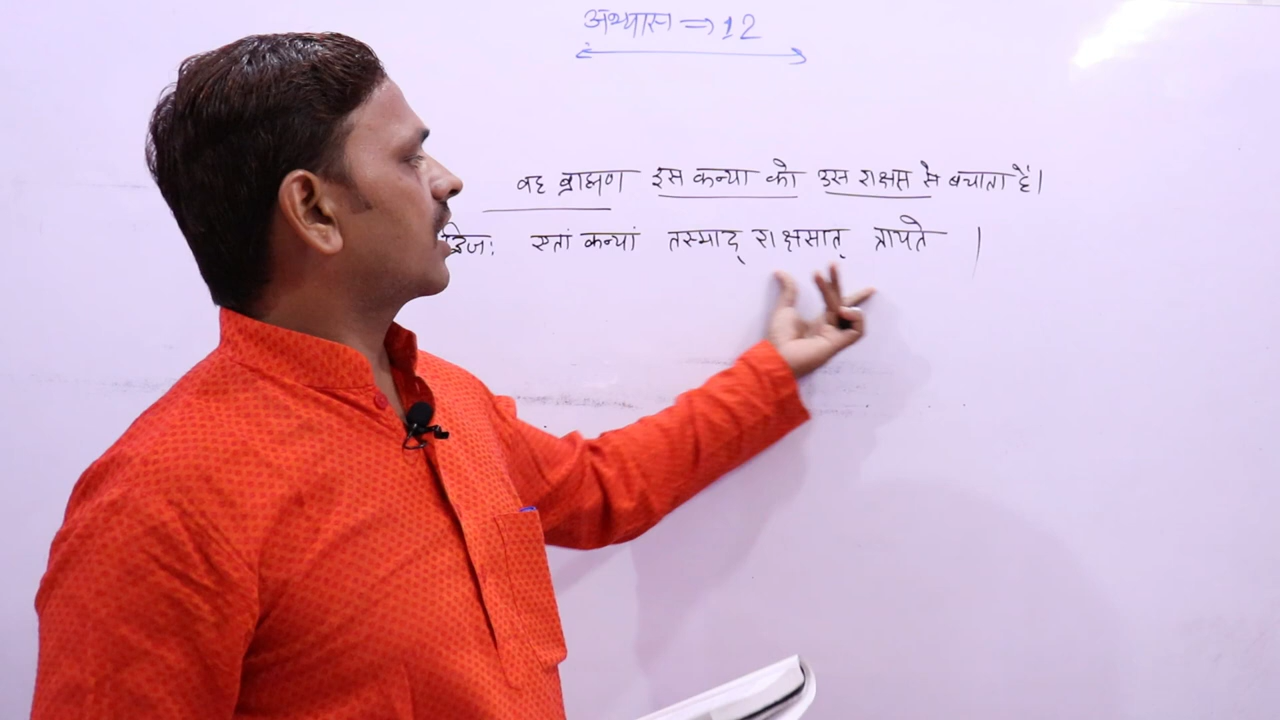 अभ्यास ⇒ 12
वह ब्राह्मण इस कन्या को उस राक्षस से बचाता है।
द्विजः एतां कन्यां तस्माद् राक्षसात् त्रायते ।